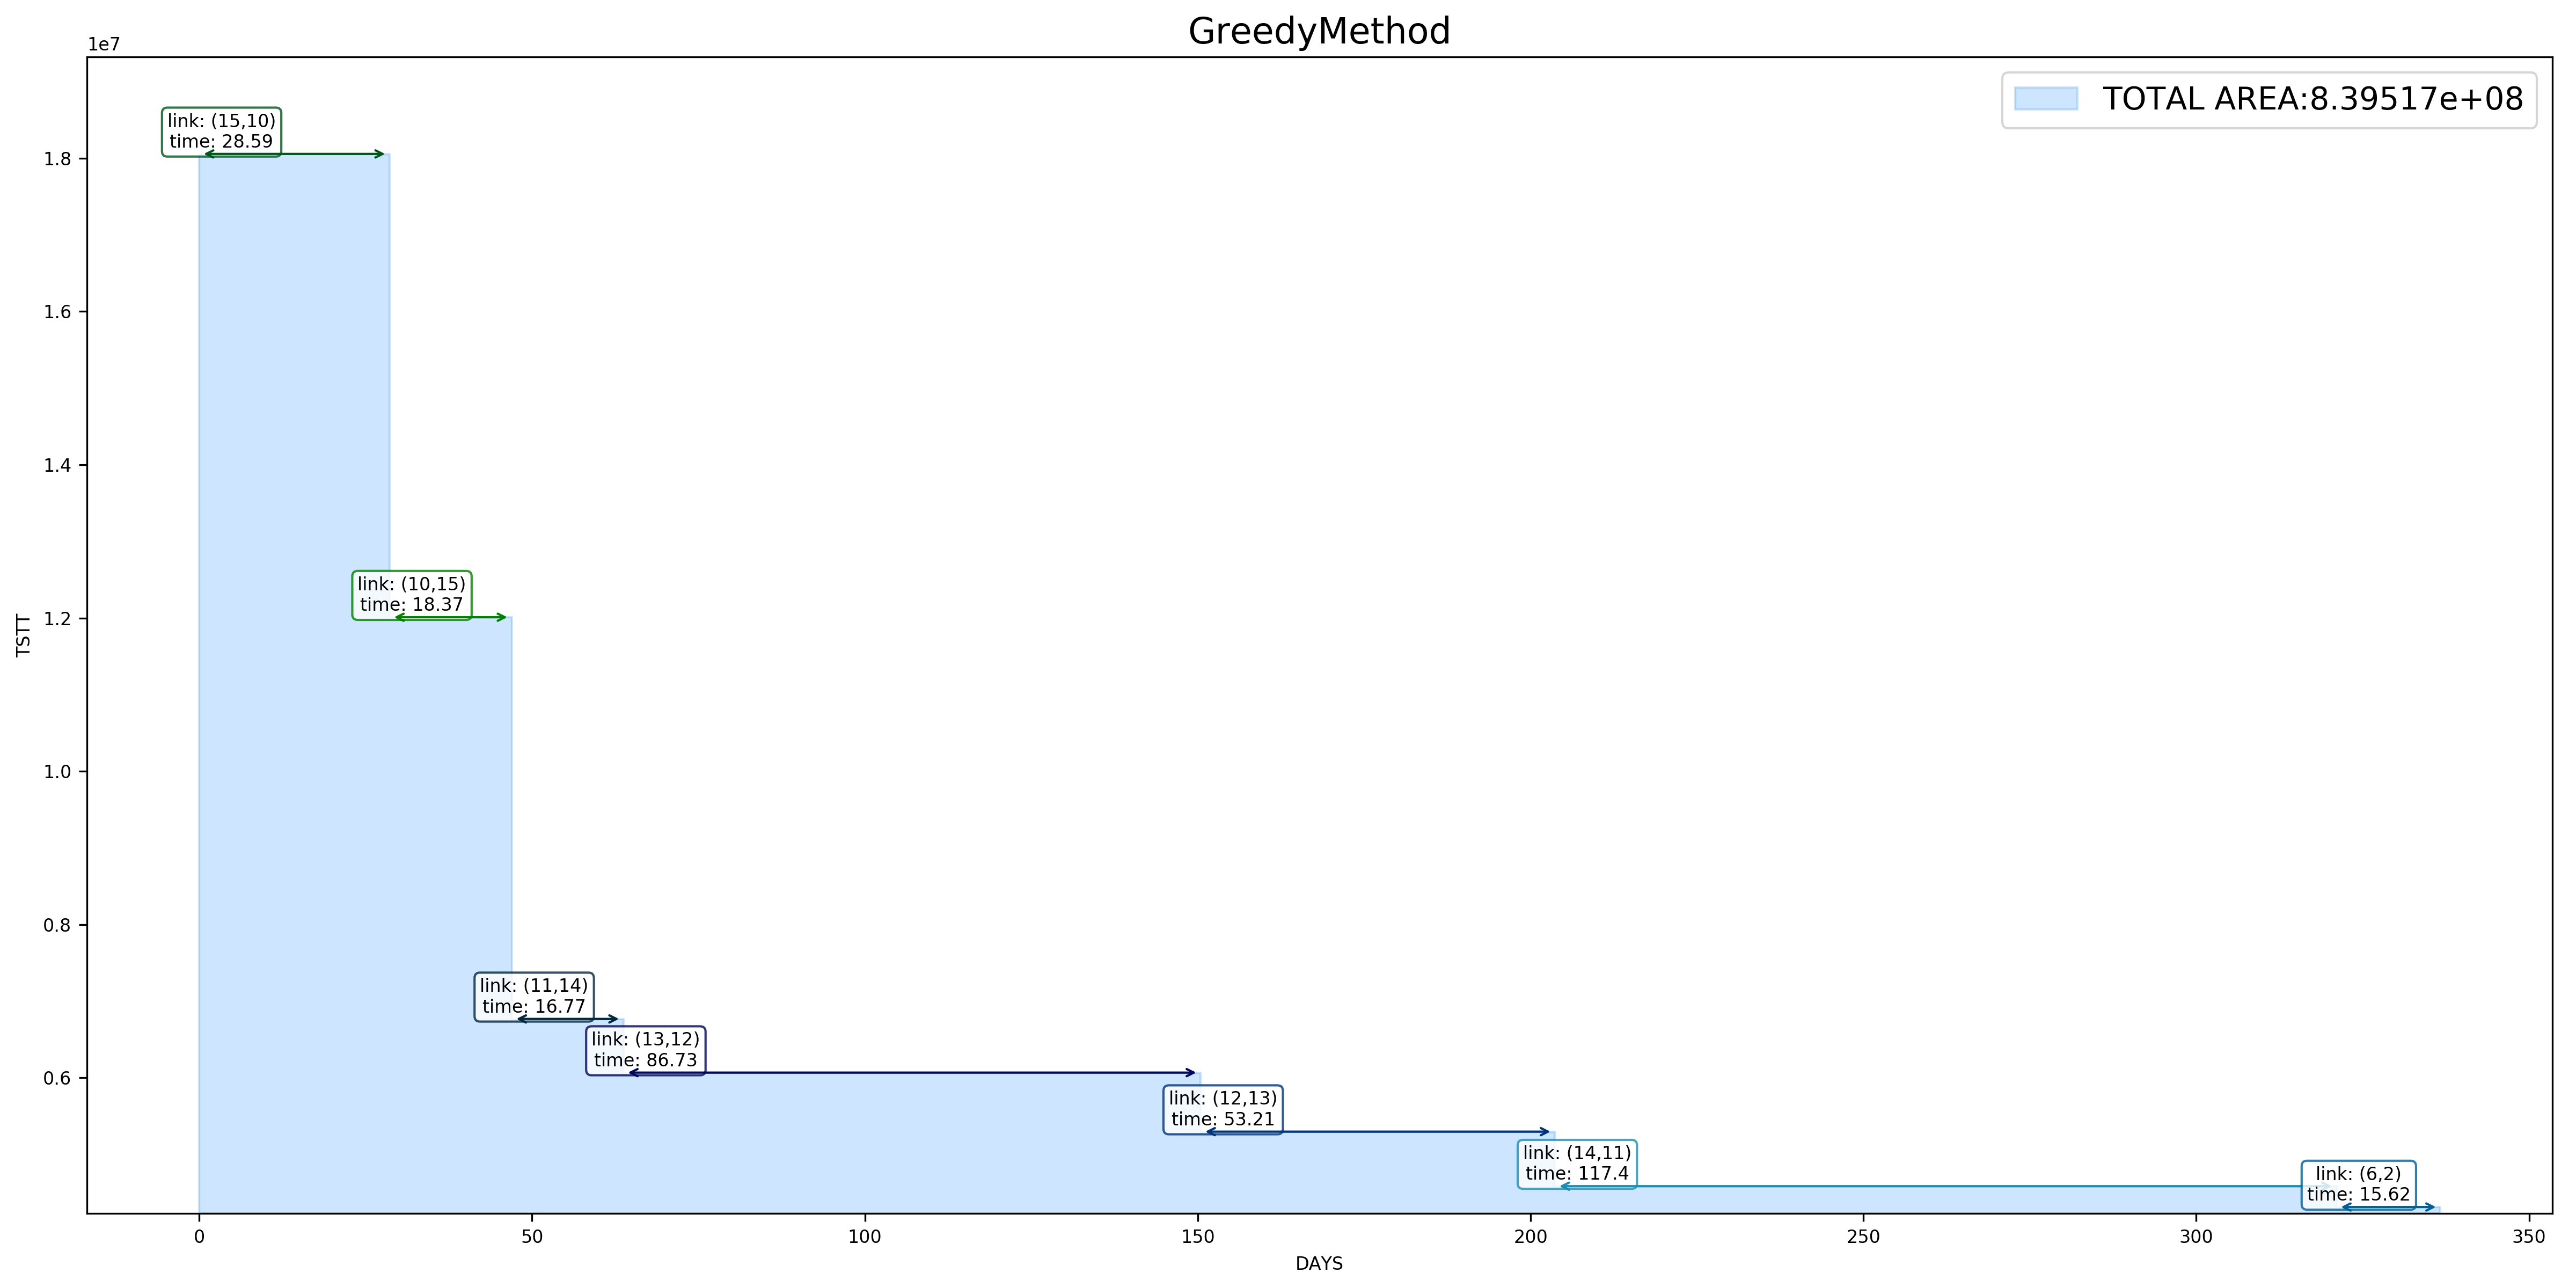 GreedyMethod
1e7
TOTAL AREA:8.39517e+08
link: (15,10)
time: 28.59
1.8
1.6
1.4
link: (10,15)
time: 18.37
1.2
TSTT
1.0
0.8
link: (11,14)
time: 16.77
link: (13,12)
time: 86.73
0.6
link: (12,13)
time: 53.21
link: (14,11)
time: 117.4
link: (6,2)
time: 15.62
0 50 100 150 200 250 300 350
DAYS